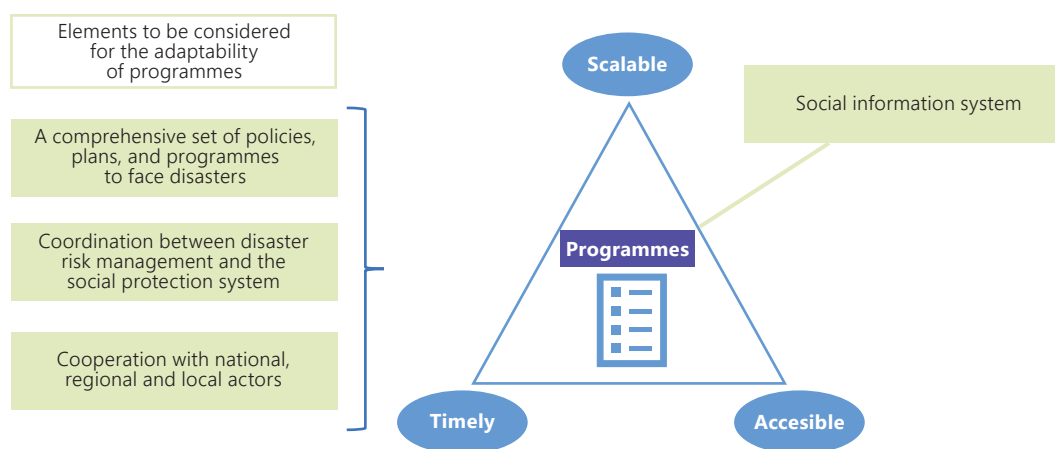 Elements to be considered
for the adaptability
of programmes
A comprehensive set of policies,
plans, and programmes
to face disasters
Coordination between disaster
risk management and the
social protection system
Cooperation with national,
regional and local actors
Scalable
Social information system
Programmes
Timely
Accesible